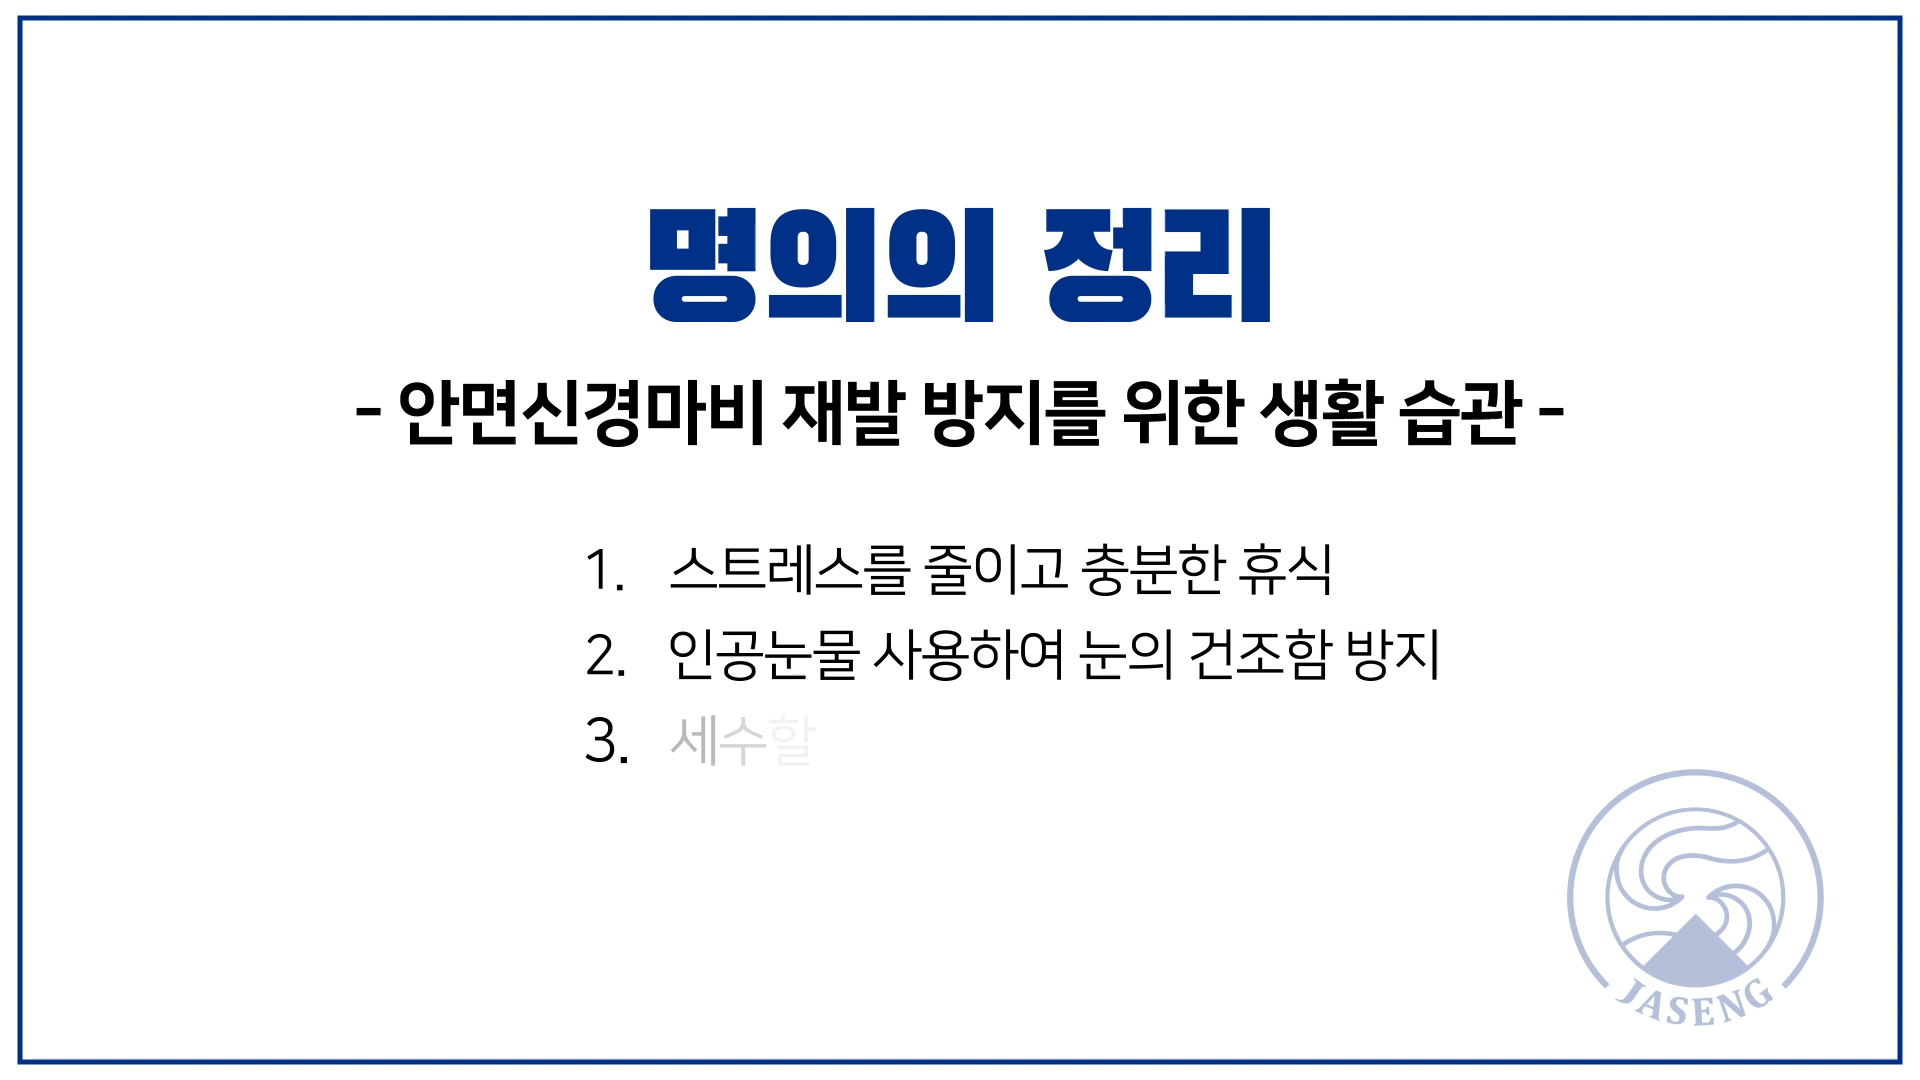 명의의 정리
- 안면신경마비 재발 방지를 위한 생활 습관 -
1. 스트레스를 줄이고 충분한 휴식
2. 인공눈물 사용하여 눈의 건조함 방지
3. 세수할
JASENG